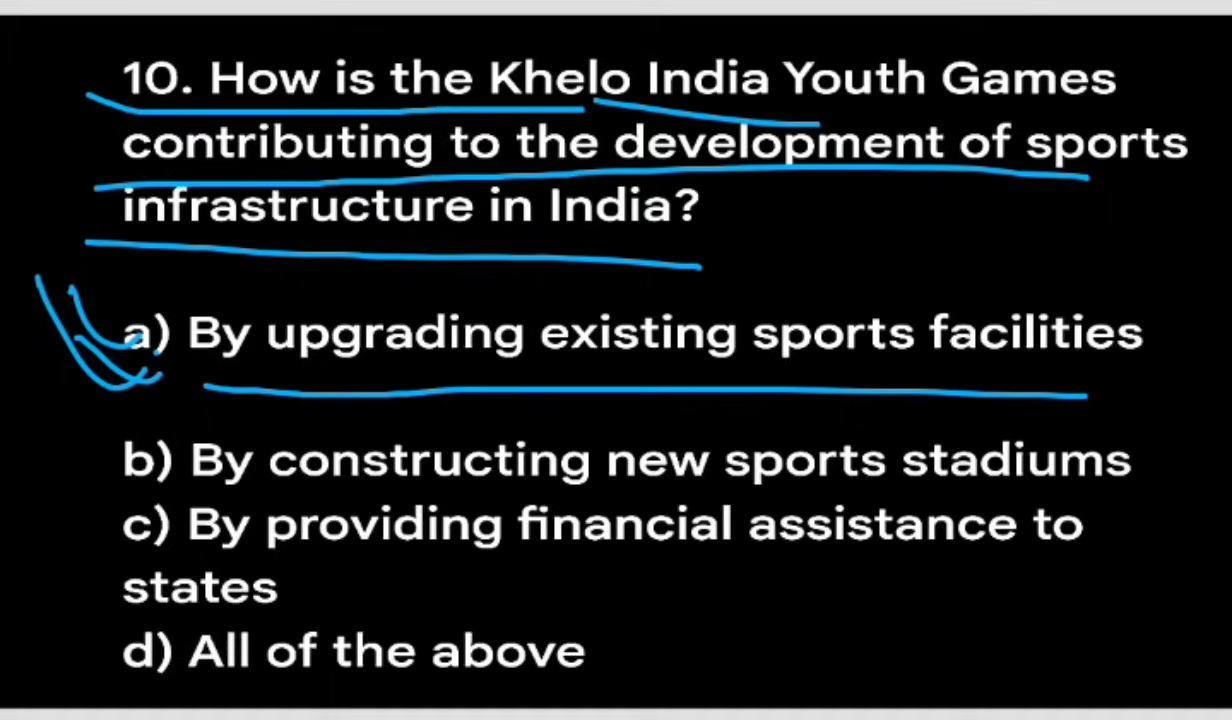 10. How is the Khelo India Youth Games
contributing to the development of sports
infrastructure in India?
a) By upgrading existing sports facilities
b) By constructing new sports stadiums
c) By providing financial assistance to
states
d) All of the above